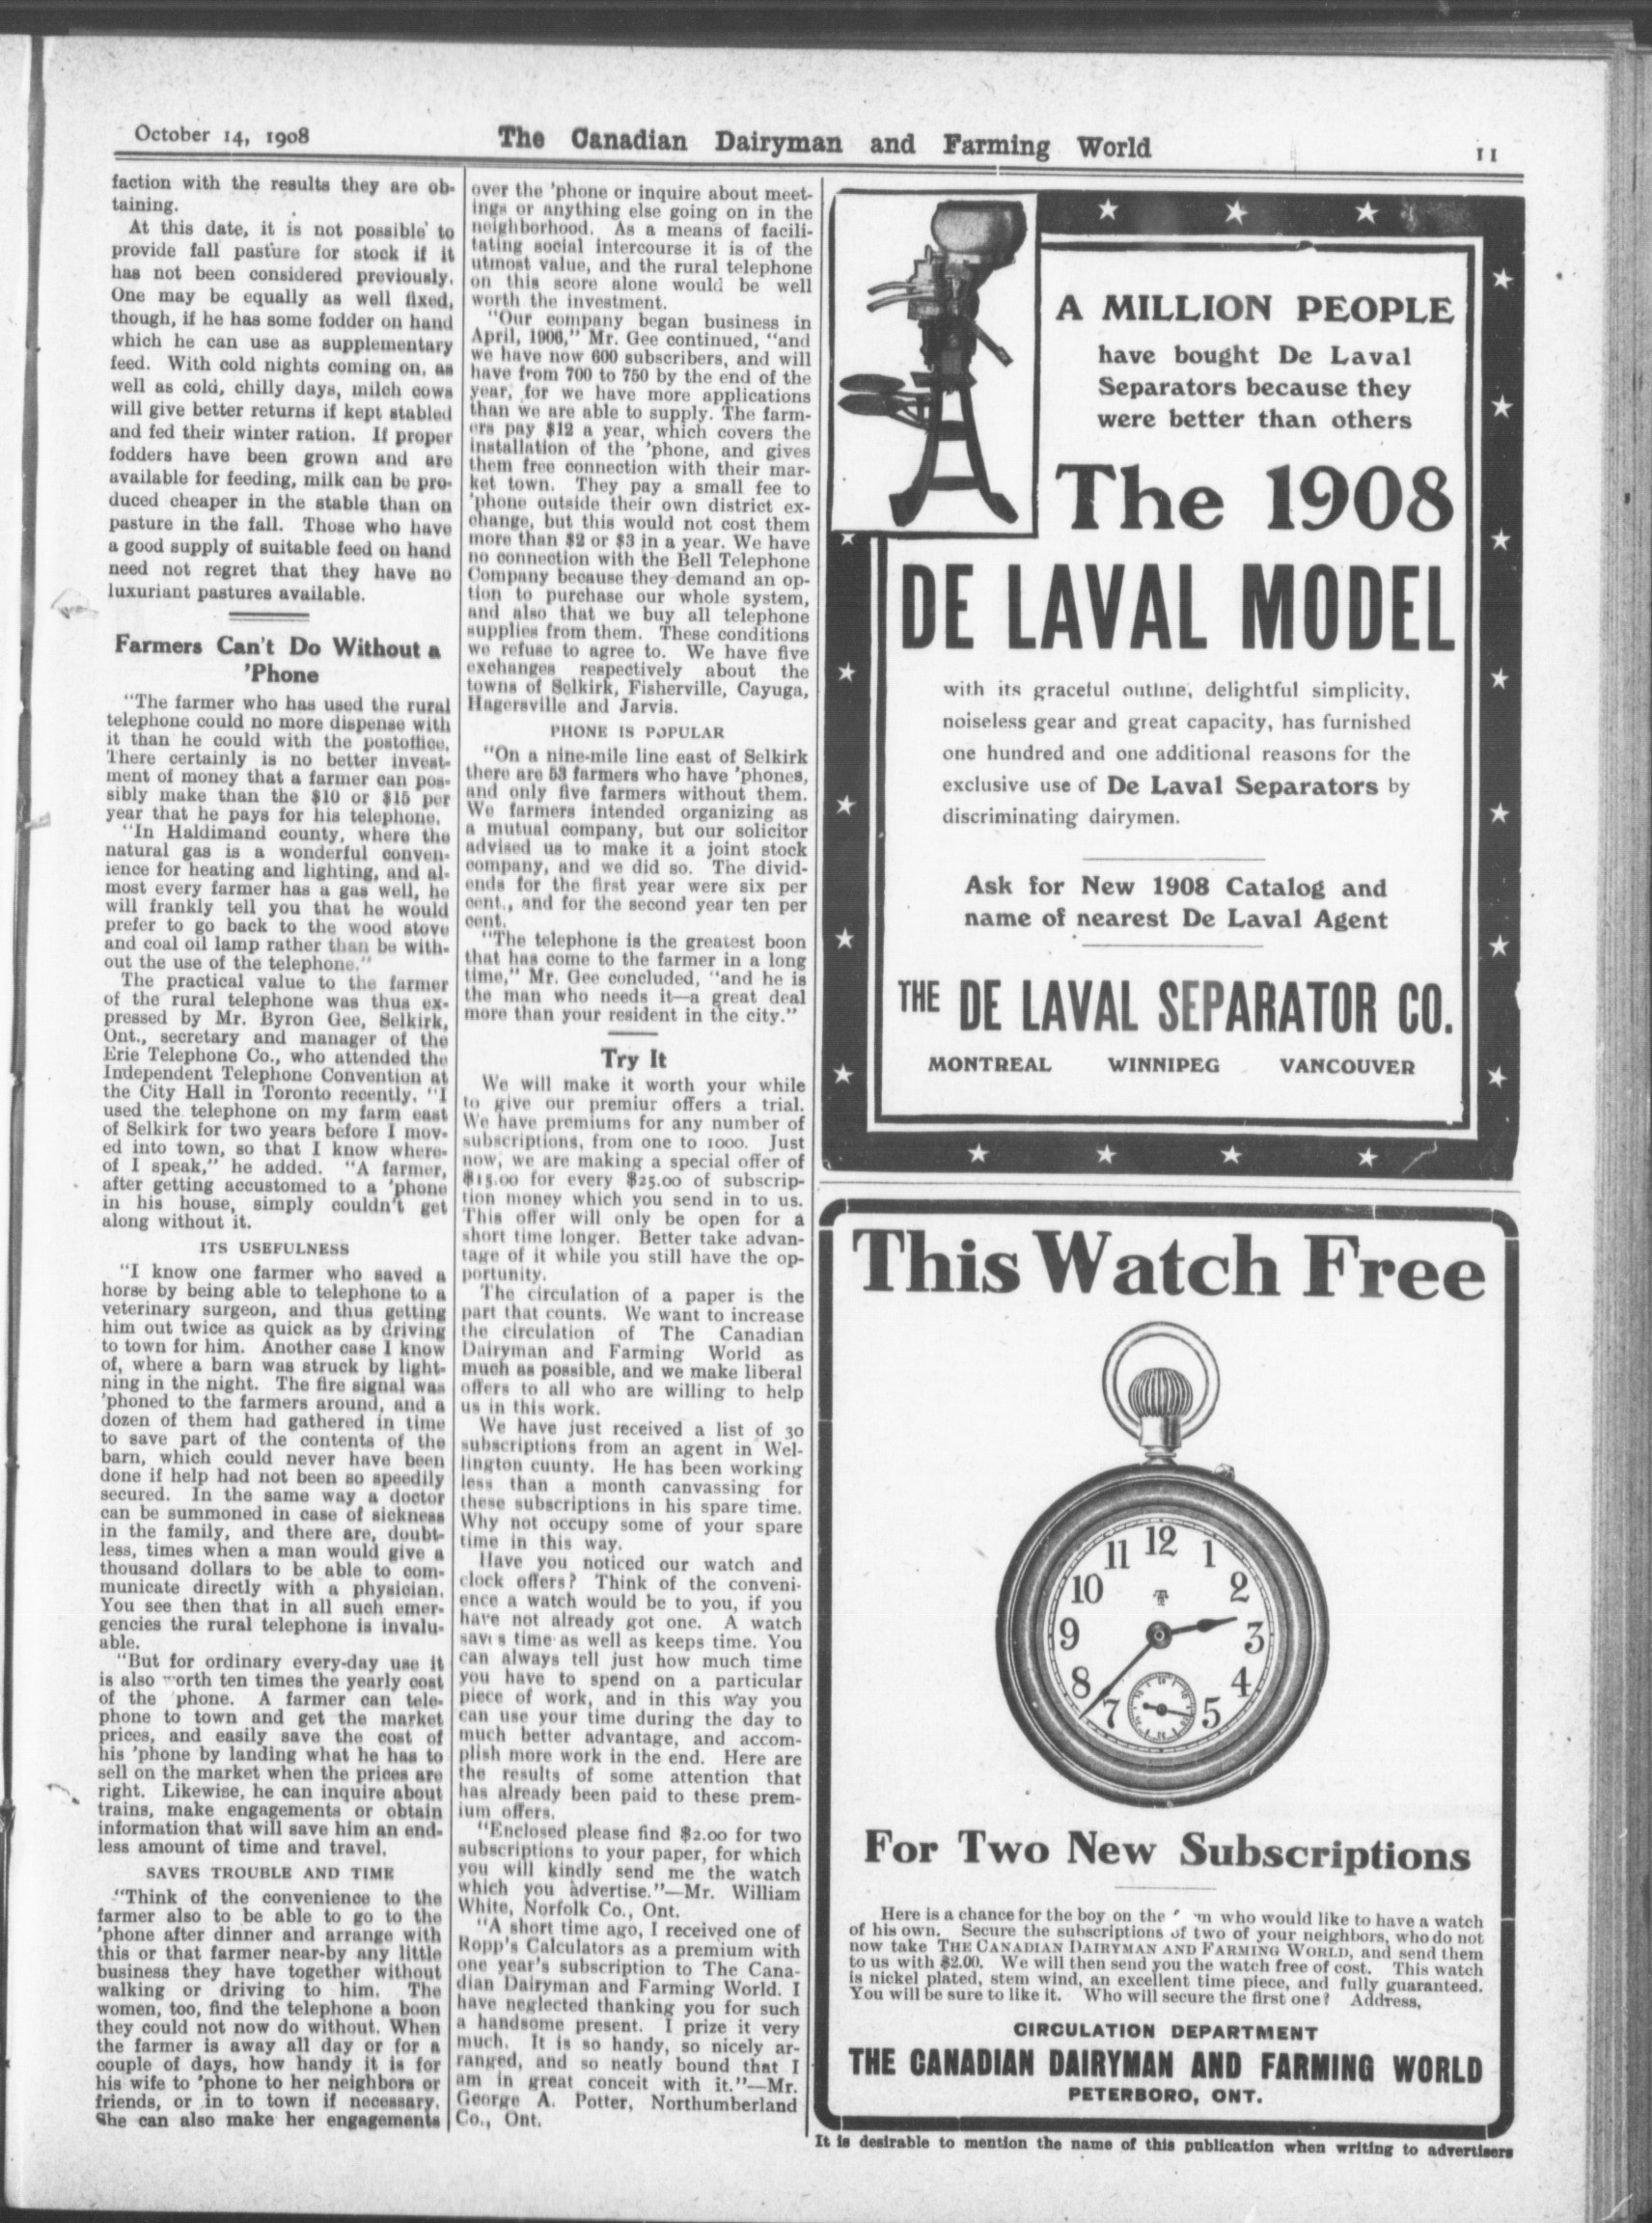 October 14, 1908
The Canadian Dairyman and Farming World
11
faction with the results they are ob-
taining.
At this date, it is not possible to
provide fall pasture for stock if it
has not been considered previously.
One may be equally as well fixed,
though, if he has some fodder on hand
which he can use as supplementary
feed. With cold nights coming on, as
well as cold, chilly days, milch cows
will give better returns if kept stabled
and fed their winter ration. If proper
fodders have been grown and are
available for feeding, milk can be pro-
duced cheaper in the stable than on
pasture in the fall. Those who have
a good supply of suitable feed on hand
need not regret that they have no
luxuriant pastures available.
Farmers Can't Do Without a
'Phone
"The farmer who has used the rural
telephone could no more dispense with
it than he could with the postoffice.
There certainly is no better invest-
ment of money that a farmer can pos-
sibly make than the $10 or $15 per
year that he pays for his telephone.
"In Haldimand county, where the
natural gas is a wonderful conven-
ience for heating and lighting, and al-
most every farmer has a gas well, he
will frankly tell you that he would
prefer to go back to the wood stove
and coal oil lamp rather than be with-
out the use of the telephone."
The practical value to the farmer
of the rural telephone was thus ex-
pressed by Mr. Byron Gee, Selkirk,
Ont., secretary and manager of the
Erie Telephone Co., who attended the
Independent Telephone Convention at
the City Hall in Toronto recently. "I
used the telephone on my farm east
of Selkirk for two years before I mov-
ed into town, so that I know where-
of I speak," he added. "A farmer,
after getting accustomed to a 'phone
in his house, simply couldn't get
along without it.
ITS USEFULNESS
"I know one farmer who saved a
horse by being able to telephone to a
veterinary surgeon, and thus getting
him out twice as quick as by driving
to town for him. Another case I know
of, where a barn was struck by light-
ning in the night. The fire signal was
'phoned to the farmers around, and a
dozen of them had gathered in time
to save part of the contents of the
barn, which could never have been
done if help had not been so speedily
secured. In the same way a doctor
can be summoned in case of sickness
in the family, and there are, doubt-
less, times when a man would give a
thousand dollars to be able to com-
municate directly with a physician.
You see then that in all such emer-
gencies the rural telephone is invalu-
able.
"But for ordinary every-day use it
is also orth ten times the yearly cost
of the 'phone. A farmer can tele-
phone to town and get the market
prices, and easily save the cost of
his 'phone by landing what he has to
sell on the market when the prices are
right. Likewise, he can inquire about
trains, make engagements or obtain
information that will save him an end-
less amount of time and travel.
SAVES TROUBLE AND TIME
"Think of the convenience to the
farmer also to be able to go to the
'phone after dinner and arrange with
this or that farmer near-by any little
business they have together without
walking or driving to him. The
women, too, find the telephone a boon
they could not now do without. When
the farmer is away all day or for a
couple of days, how handy it is for
his wife to 'phone to her neighbors or
friends, or in to town if necessary.
She can also make her engagements
over the 'phone or inquire about meet-
ings or anything else going on in the
neighborhood. As a means of facili-
tating social intercourse it is of the
utmost value, and the rural telephone
on this score alone would be well
worth the investment.
"Our company began business in
April, 1906," Mr. Gee continued, "and
we have now 600 subscribers, and will
have from 700 to 750 by the end of the
year, for we have more applications
than we are able to supply. The farm-
ers pay $12 a year, which covers the
installation of the 'phone, and gives
them free connection with their mar-
ket town. They pay a small fee to
'phone outside their own district ex-
change, but this would not cost them
more than $2 or $3 in a year. We have
no connection with the Bell Telephone
Company because they demand an op-
tion to purchase our whole system,
and also that we buy all telephone
supplies from them. These conditions
we refuse to agree to. We have five
exchanges respectively about the
towns of Selkirk, Fisherville, Cayuga,
Hagersville and Jarvis.
PHONE IS POPULAR
"On a nine-mile line east of Selkirk
there are 53 farmers who have 'phones,
and only five farmers without them.
We farmers intended organizing as
a mutual company, but our solicitor
advised us to make it a joint stock
company, and we did so. The divid-
ends for the first year were six per
cent., and for the second year ten per
cent.
"The telephone is the greatest boon
that has come to the farmer in a long
time," Mr. Gee concluded, "and he is
the man who needs it—a great deal
more than your resident in the city."
Try It
We will make it worth your while
to give our premiur offers a trial.
We have premiums for any number of
subscriptions, from one to 1000. Just
now, we are making a special offer of
$15.00 for every $25.00 of subscrip-
tion money which you send in to us.
This offer will only be open for a
short time longer. Better take advan-
tage of it while you still have the op-
portunity.
The circulation of a paper is the
part that counts. We want to increase
the circulation of The Canadian
Dairyman and Farming World as
much as possible, and we make liberal
offers to all who are willing to help
us in this work.
We have just received a list of 30
subscriptions from an agent in Wel-
lington cuunty. He has been working
less than a month canvassing for
these subscriptions in his spare time.
Why not occupy some of your spare
time in this way.
Have you noticed our watch and
clock offers? Think of the conveni-
ence a watch would be to you, if you
have not already got one. A watch
saves time as well as keeps time. You
can always tell just how much time
you have to spend on a particular
piece of work, and in this way you
can use your time during the day to
much better advantage, and accom-
plish more work in the end. Here are
the results of some attention that
has already been paid to these prem-
ium offers.
"Enclosed please find $2.00 for two
subscriptions to your paper, for which
you will kindly send me the watch
which you advertise."—Mr. William
White, Norfolk Co., Ont.
"A short time ago, I received one of
Ropp's Calculators as a premium with
one year's subscription to The Cana-
dian Dairyman and Farming World. I
have neglected thanking you for such
a handsome present. I prize it very
much. It is so handy, so nicely ar-
ranged, and so neatly bound that I
am in great conceit with it."—Mr.
George A. Potter, Northumberland
Co., Ont.
A MILLION PEOPLE
have bought De Laval
Separators because they
were better than others
The 1908
DE LAVAL MODEL
with its graceful outline, delightful simplicity,
noiseless gear and great capacity, has furnished
one hundred and one additional reasons for the
exclusive use of De Laval Separators by
discriminating dairymen.
Ask for New 1908 Catalog and
name of nearest De Laval Agent
THE DE LAVAL SEPARATOR CO.
MONTREAL WINNIPEG VANCOUVER
This Watch Free
12
11 1
10 2
9 3
8 4
7 5
For Two New Subscriptions
Here is a chance for the boy on the who would like to have a watch
of his own. Secure the subscriptions of two of your neighbors, who do not
now take THE CANADIAN DAIRYMAN AND FARMING WORLD, and send them
to us with $2.00. We will then send you the watch free of cost. This watch
is nickel plated, stem wind, an excellent time piece, and fully guaranteed.
You will be sure to like it. Who will secure the first one? Address,
CIRCULATION DEPARTMENT
THE CANADIAN DAIRYMAN AND FARMING WORLD
PETERBORO, ONT.
It is desirable to mention the name of this publication when writing to advertisers